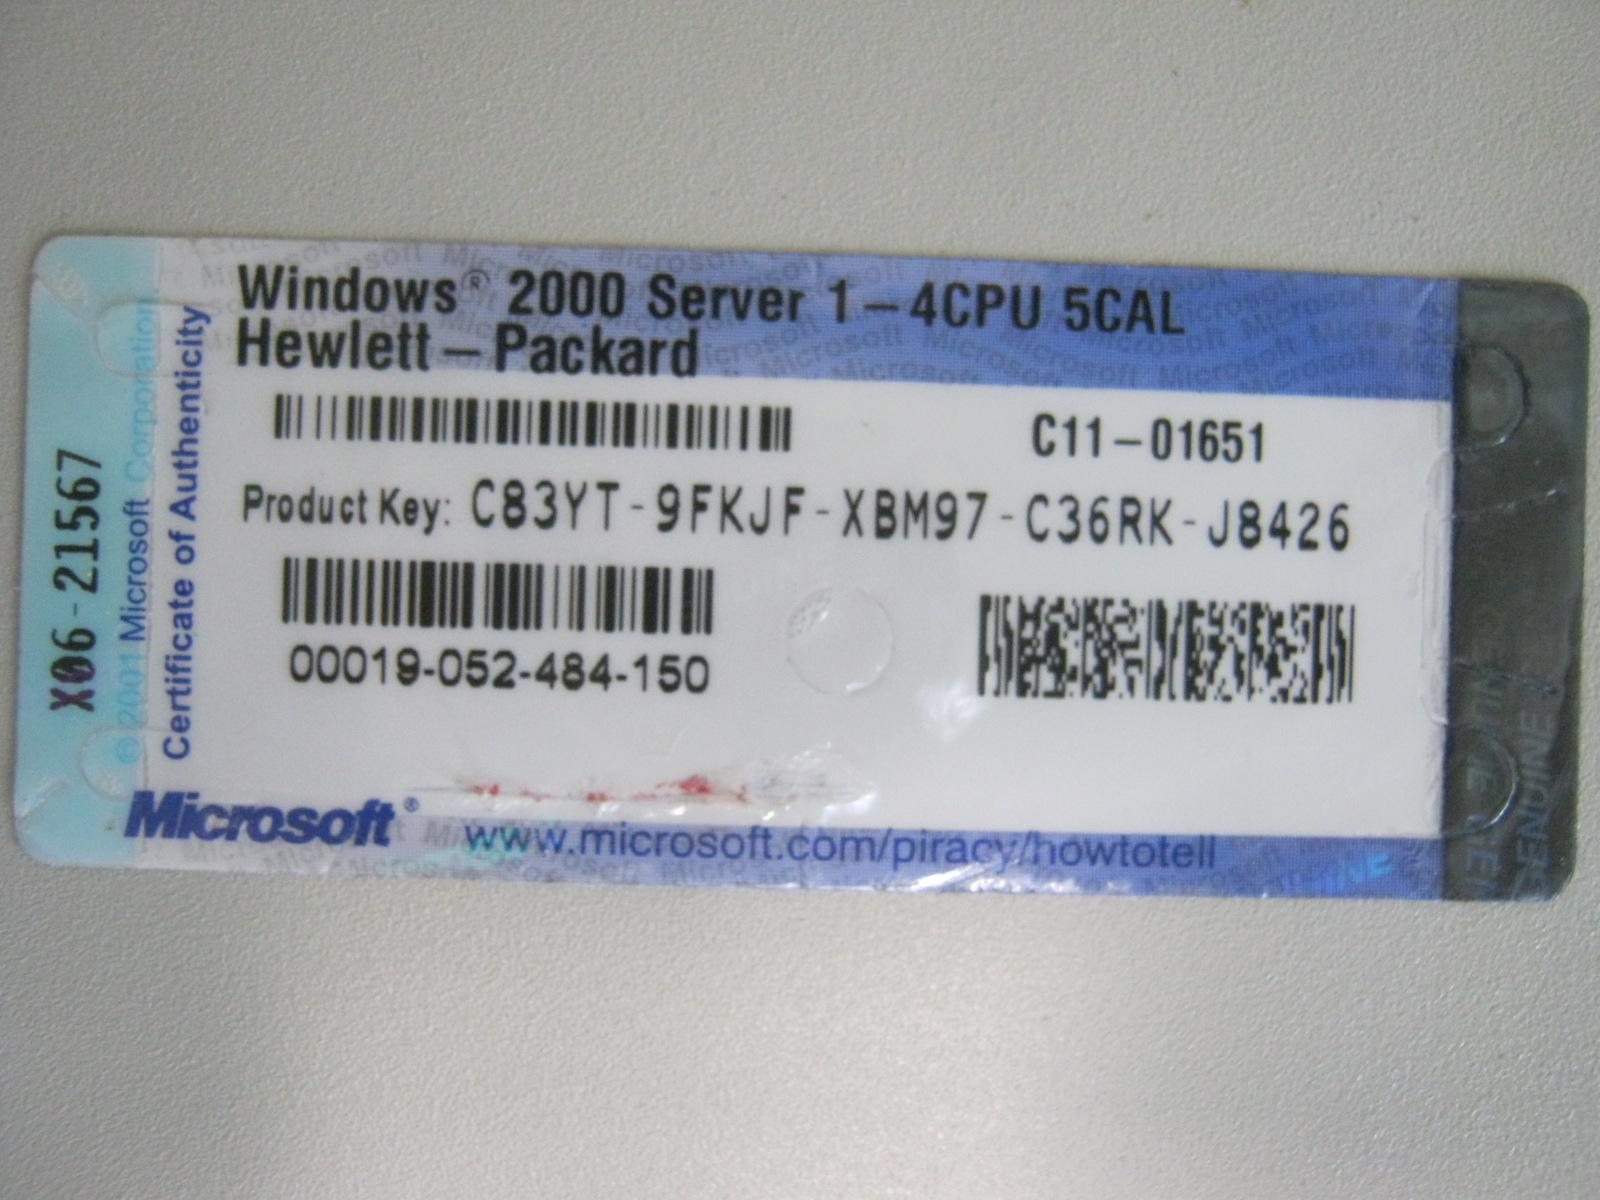 Windows® 2000 Server 1-4CPU 5CAL
Hewlett-Packard
C11-01651
Product Key: C83YT-9FKJF-XBM97-C36RK-J8426
00019-052-484-150
Microsoft®
www.microsoft.com/piracy/howtotell
X06-21567
© 2001 Microsoft Corporation
Certificate of Authenticity
GENUINE